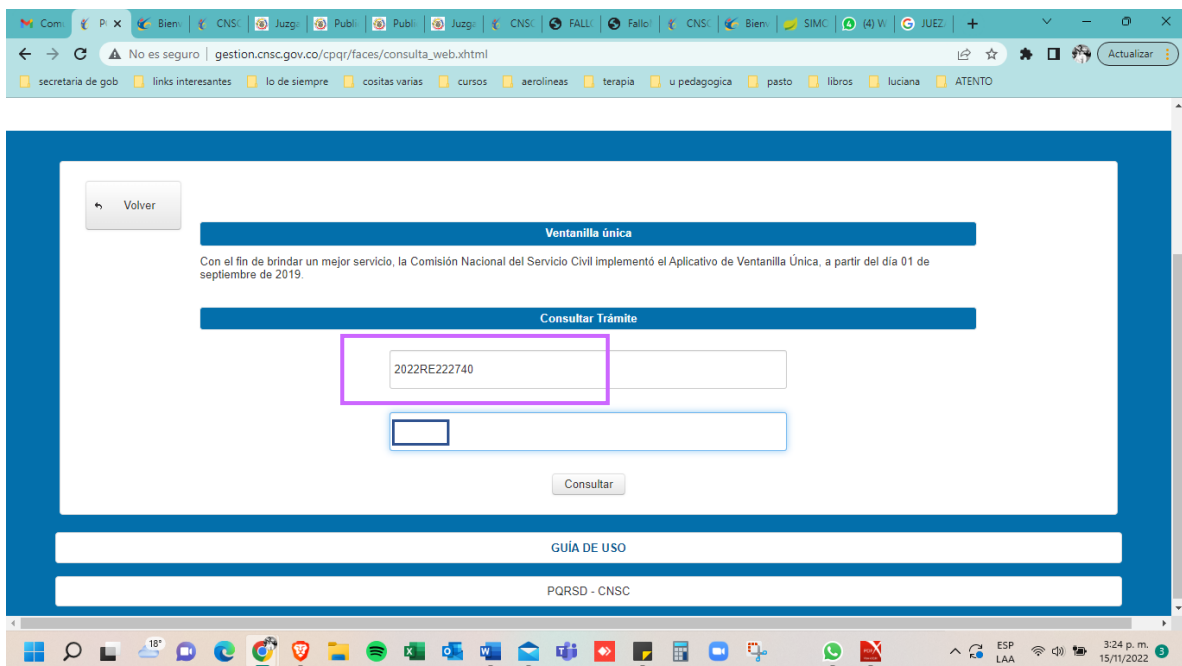 Com
P
Bienv
CNSC
Juzga
Publi
Publi
Juzga
CNSC
FALLO
Fallo
CNSC
Bienv
SIMO
(4) W
JUEZ
No es seguro | gestion.cnsc.gov.co/cpqr/faces/consulta_web.xhtml
Actualizar
secretaria de gob
links interesantes
lo de siempre
cositas varias
cursos
aerolineas
terapia
u pedagogica
pasto
libros
luciana
ATENTO
Volver
Ventanilla única
Con el fin de brindar un mejor servicio, la Comisión Nacional del Servicio Civil implementó el Aplicativo de Ventanilla Única, a partir del día 01 de
septiembre de 2019.
Consultar Trámite
2022RE222740
Consultar
GUÍA DE USO
PQRSD - CNSC
18°
ESP
LAA
3:24 p. m.
15/11/2022
3